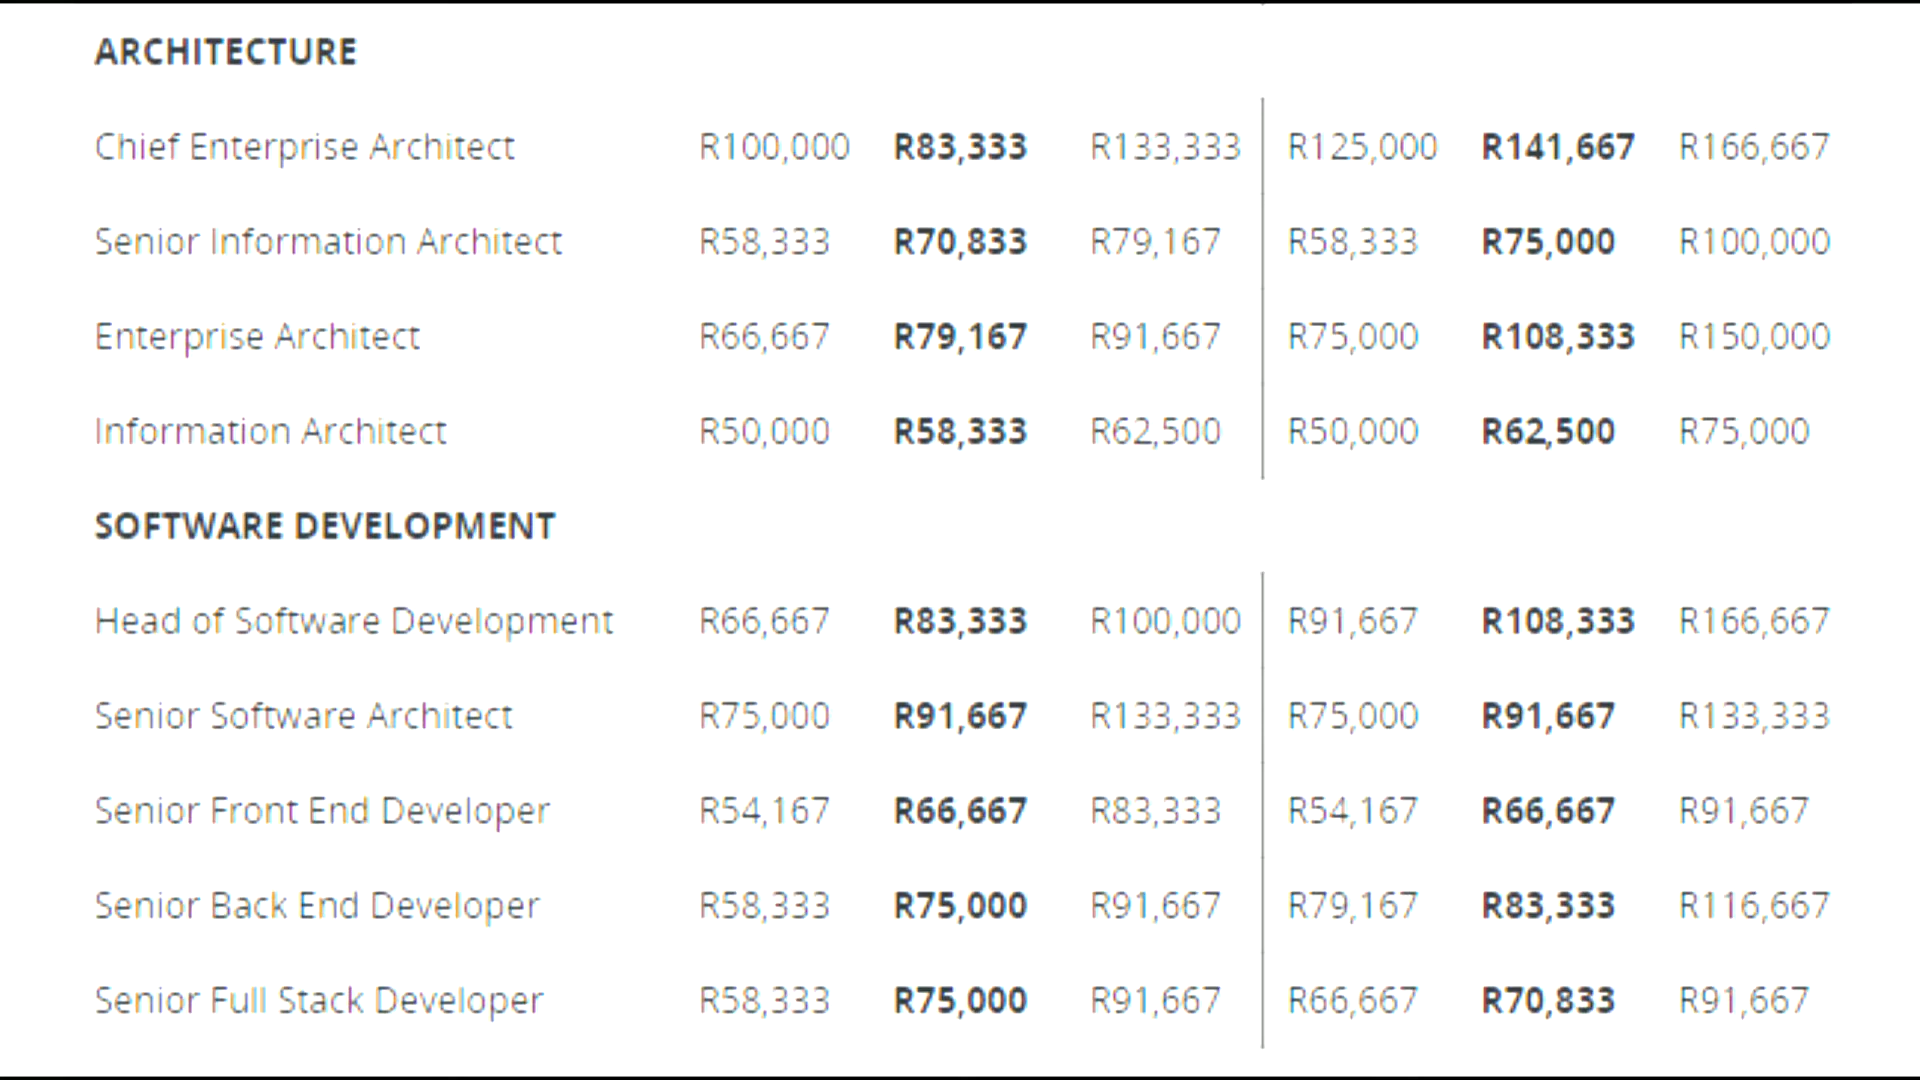 ARCHITECTURE
Chief Enterprise Architect R100,000 R83,333 R133,333 R125,000 R141,667 R166,667
Senior Information Architect R58,333 R70,833 R79,167 R58,333 R75,000 R100,000
Enterprise Architect R66,667 R79,167 R91,667 R75,000 R108,333 R150,000
Information Architect R50,000 R58,333 R62,500 R50,000 R62,500 R75,000
SOFTWARE DEVELOPMENT
Head of Software Development R66,667 R83,333 R100,000 R91,667 R108,333 R166,667
Senior Software Architect R75,000 R91,667 R133,333 R75,000 R91,667 R133,333
Senior Front End Developer R54,167 R66,667 R83,333 R54,167 R66,667 R91,667
Senior Back End Developer R58,333 R75,000 R91,667 R79,167 R83,333 R116,667
Senior Full Stack Developer R58,333 R75,000 R91,667 R66,667 R70,833 R91,667